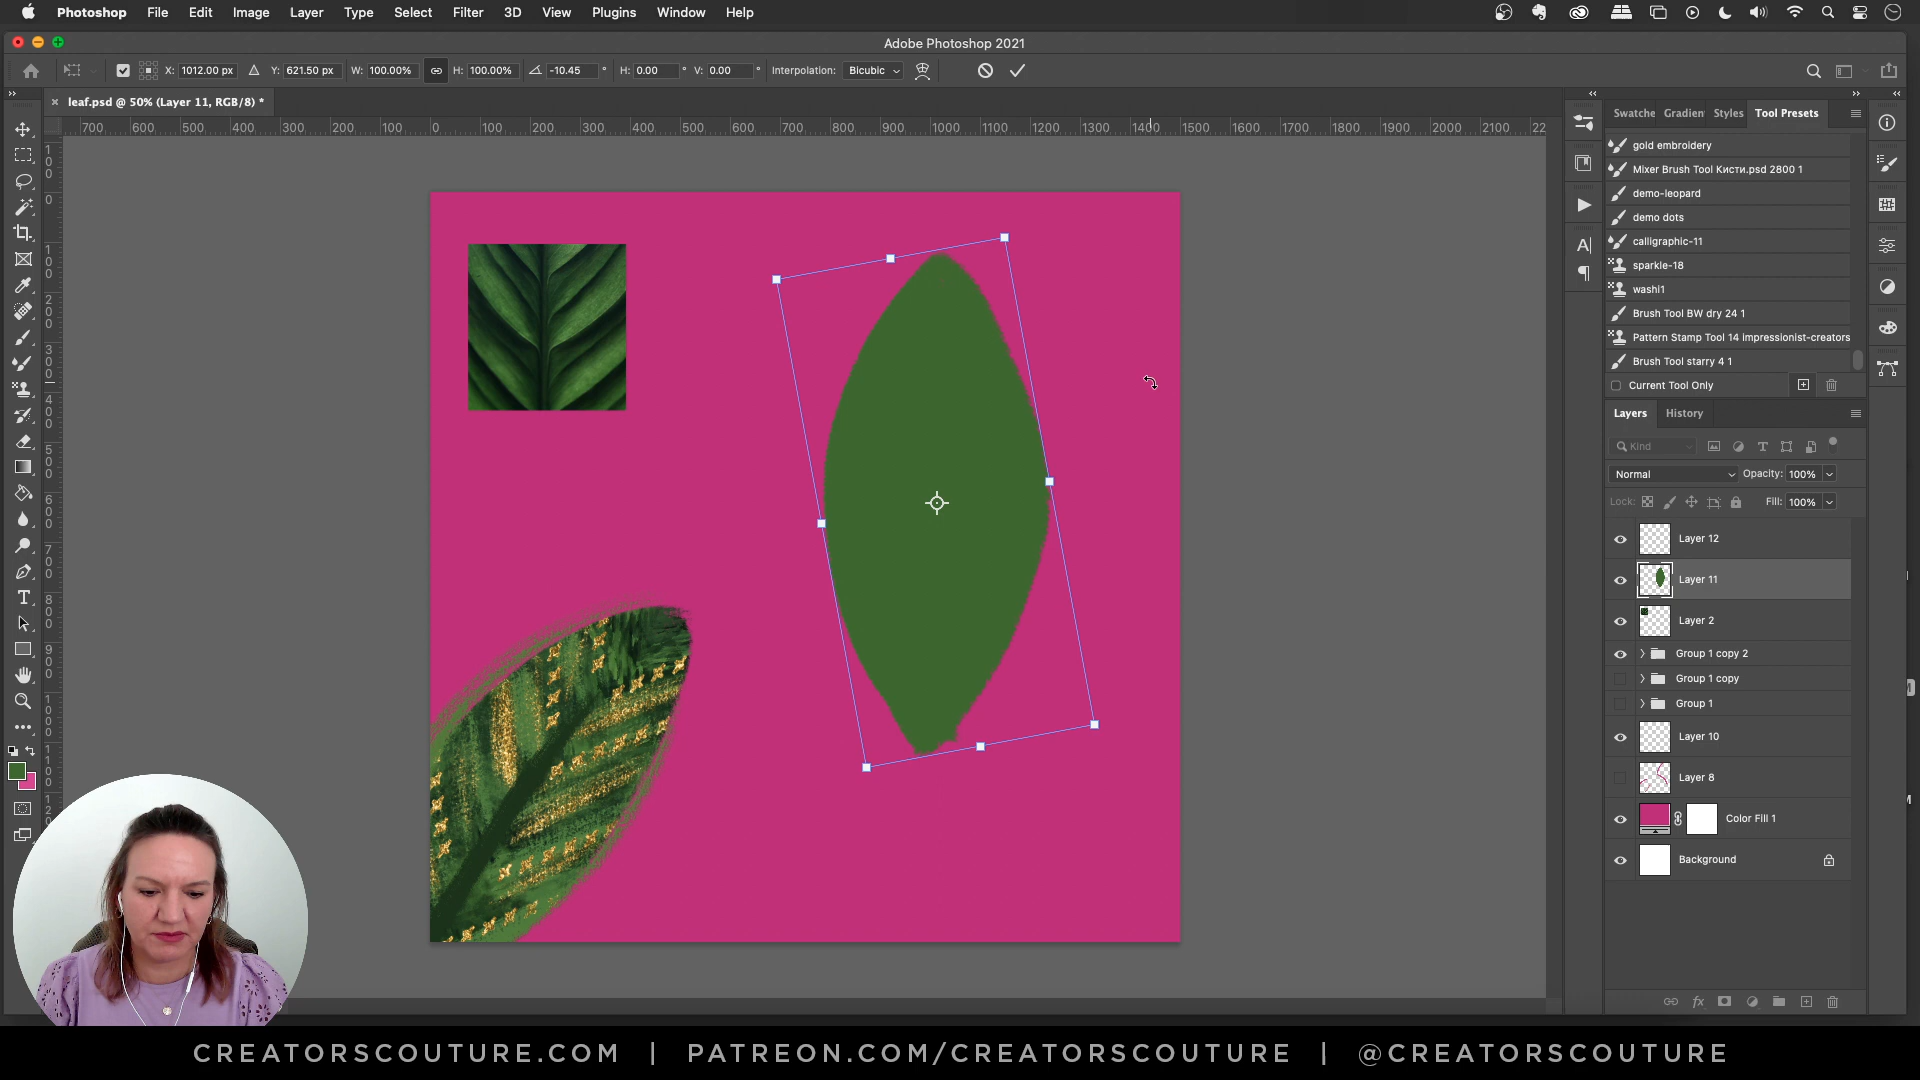 Photoshop File Edit Image Layer Type Select Filter 3D View Plugins Window Help
Adobe Photoshop 2021
X: 1012.00 px Y: 621.50 px W: 100.00% H: 100.00% -10.45 ° H: 0.00 ° V: 0.00 ° Interpolation: Bicubic
leaf.psd @ 50% (Layer 11, RGB/8) *
700 600 500 400 300 200 100 0 100 200 300 400 500 600 700 800 900 1000 1100 1200 1300 1400 1500 1600 1700 1800 1900 2000 2100 22
Swatche Gradien Styles Tool Presets
gold embroidery
Mixer Brush Tool Кисти.psd 2800 1
demo-leopard
demo dots
calligraphic-11
sparkle-18
washi1
Brush Tool BW dry 24 1
Pattern Stamp Tool 14 impressionist-creators
Brush Tool starry 4 1
Current Tool Only
Layers History
Kind
Normal Opacity: 100%
Lock: Fill: 100%
Layer 12
Layer 11
Layer 2
Group 1 copy 2
Group 1 copy
Group 1
Layer 10
Layer 8
Color Fill 1
Background
CREATORSCOUTURE.COM | PATREON.COM/CREATORSCOUTURE | @CREATORSCOUTURE